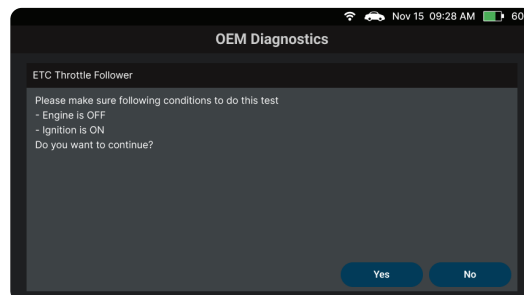 Nov 15 09:28 AM 60
OEM Diagnostics
ETC Throttle Follower
Please make sure following conditions to do this test
- Engine is OFF
- Ignition is ON
Do you want to continue?
Yes No